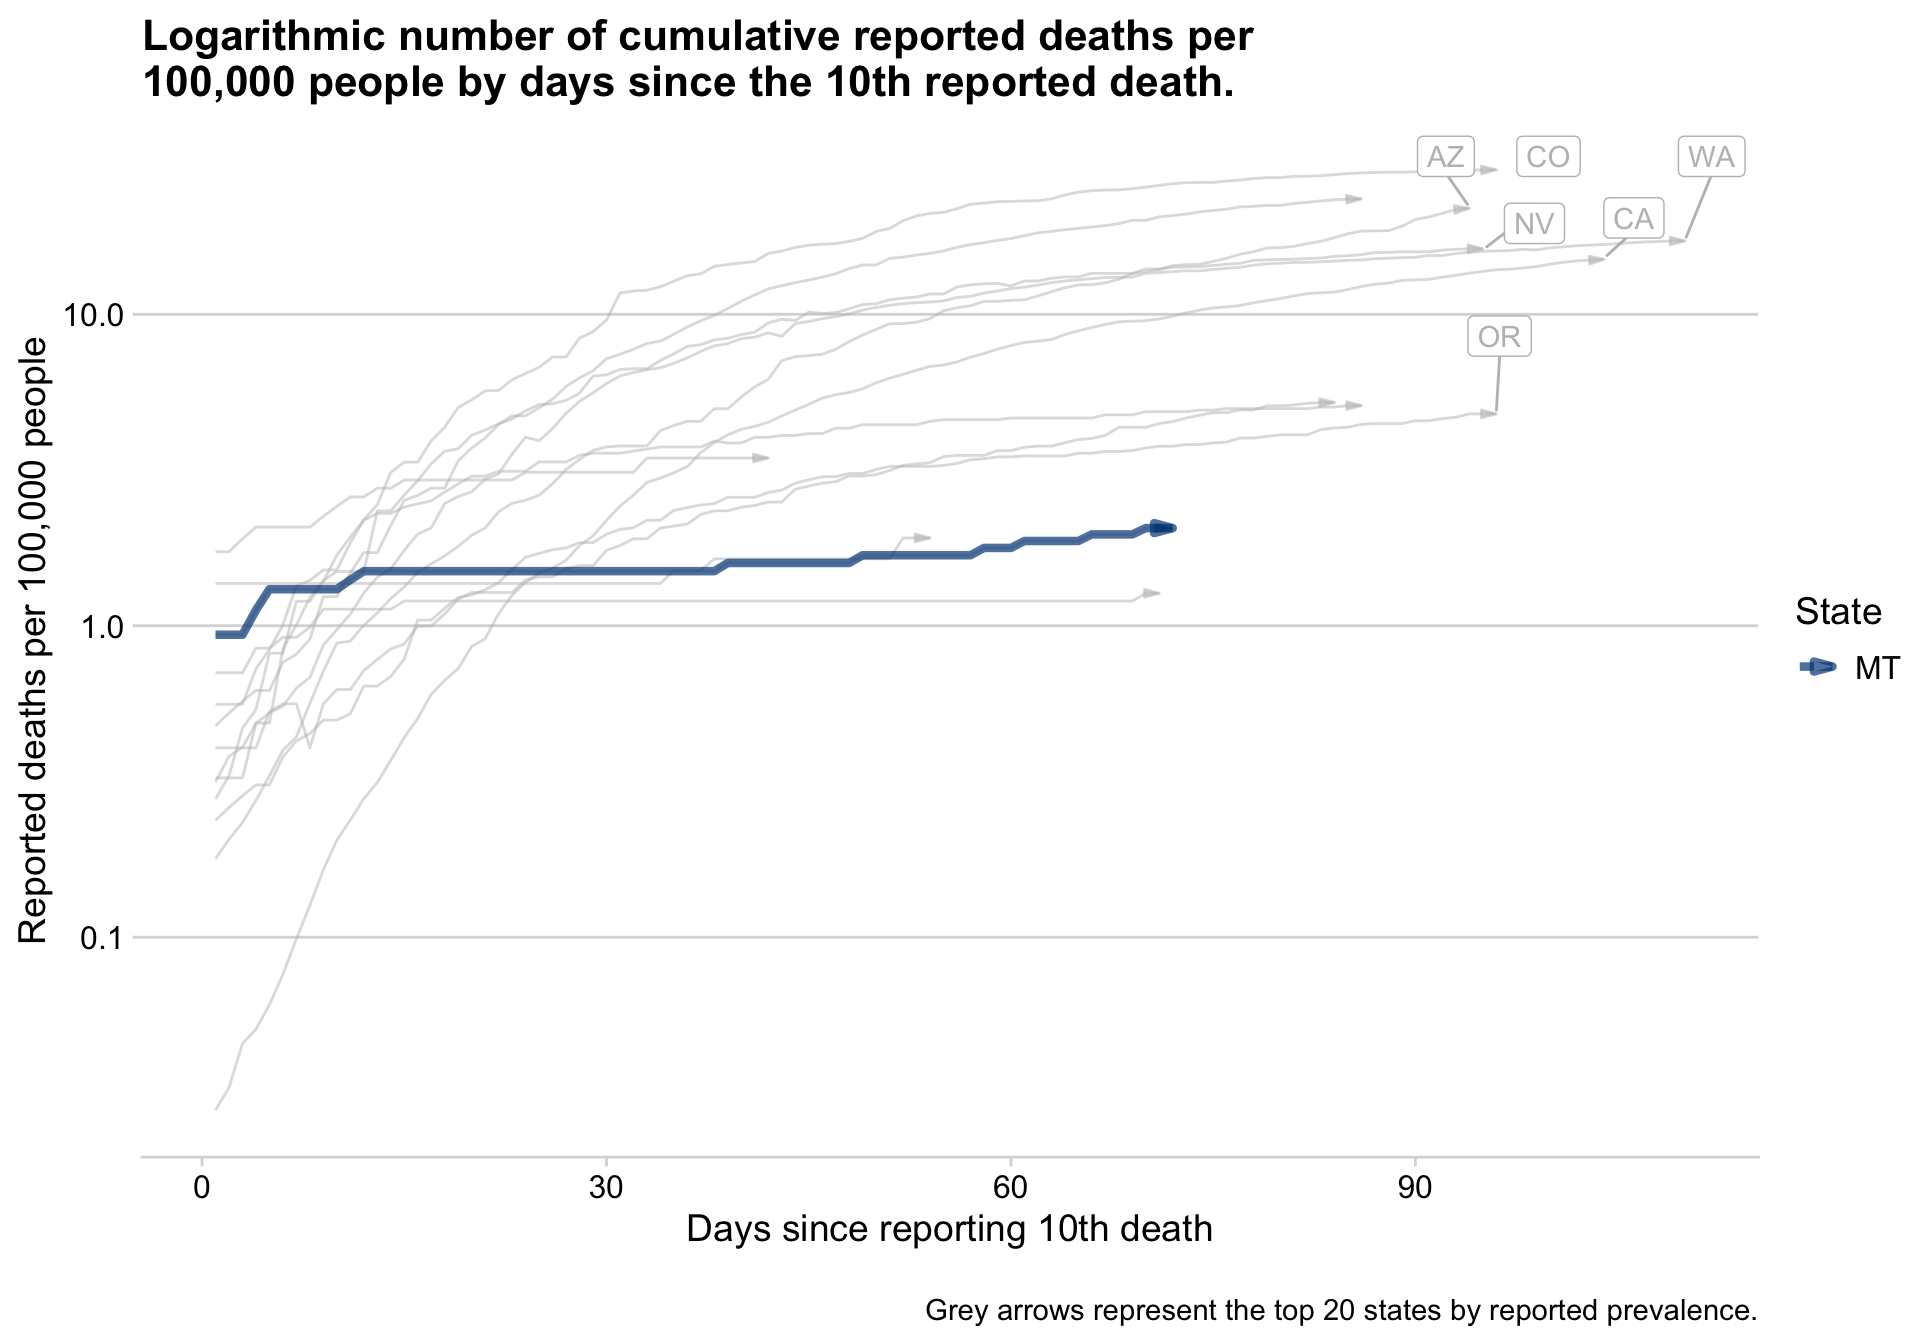 Logarithmic number of cumulative reported deaths per
100,000 people by days since the 10th reported death.
AZ
CO
WA
NV
CA
OR
10.0
1.0
0.1
Reported deaths per 100,000 people
0
30
60
90
Days since reporting 10th death
State
MT
Grey arrows represent the top 20 states by reported prevalence.